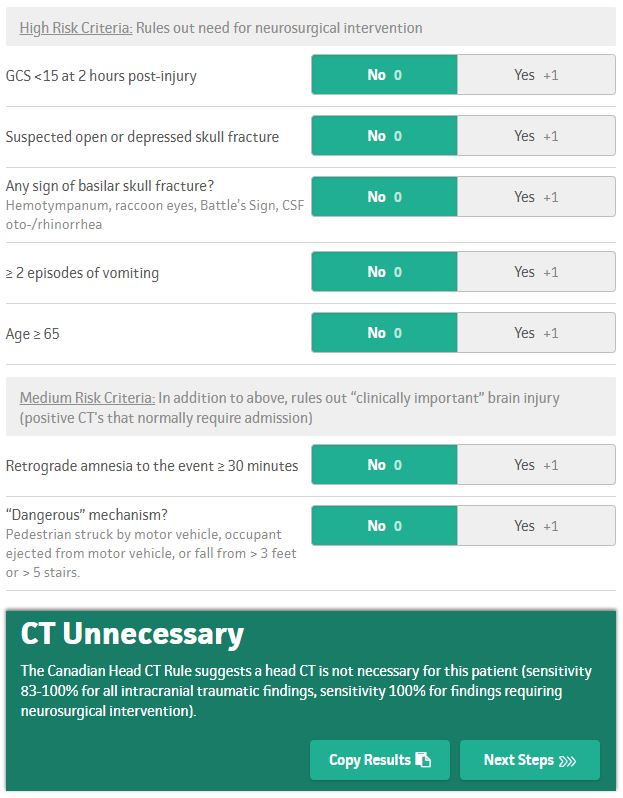 High Risk Criteria: Rules out need for neurosurgical intervention
GCS <15 at 2 hours post-injury
No 0
Yes +1
Suspected open or depressed skull fracture
No 0
Yes +1
Any sign of basilar skull fracture?
Hemotympanum, raccoon eyes, Battle's Sign, CSF
oto-/rhinorrhea
No 0
Yes +1
≥ 2 episodes of vomiting
No 0
Yes +1
Age ≥ 65
No 0
Yes +1
Medium Risk Criteria: In addition to above, rules out “clinically important” brain injury
(positive CT's that normally require admission)
Retrograde amnesia to the event ≥ 30 minutes
No 0
Yes +1
“Dangerous” mechanism?
Pedestrian struck by motor vehicle, occupant
ejected from motor vehicle, or fall from > 3 feet
or > 5 stairs.
No 0
Yes +1
CT Unnecessary
The Canadian Head CT Rule suggests a head CT is not necessary for this patient (sensitivity
83-100% for all intracranial traumatic findings, sensitivity 100% for findings requiring
neurosurgical intervention).
Copy Results
Next Steps